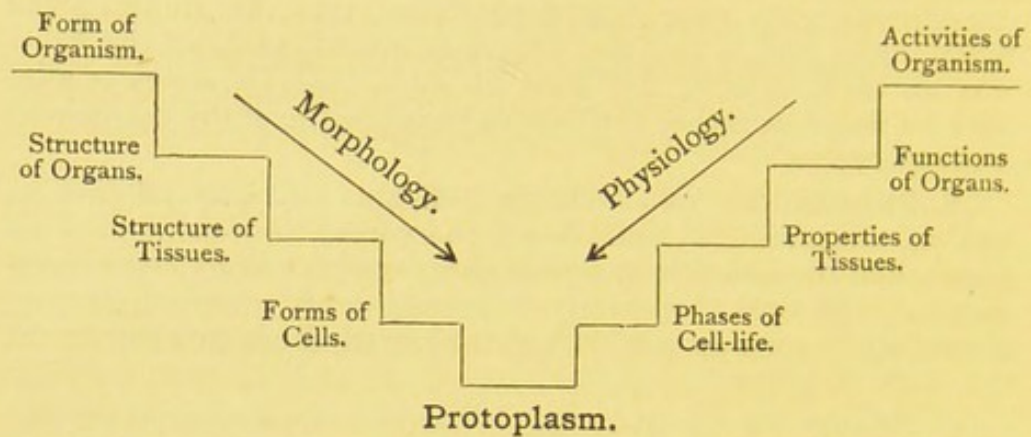 Form of
Organism.
Activities of
Organism.
Morphology.
Physiology.
Structure
of Organs.
Functions
of Organs.
Structure of
Tissues.
Properties of
Tissues.
Forms of
Cells.
Phases of
Cell-life.
Protoplasm.